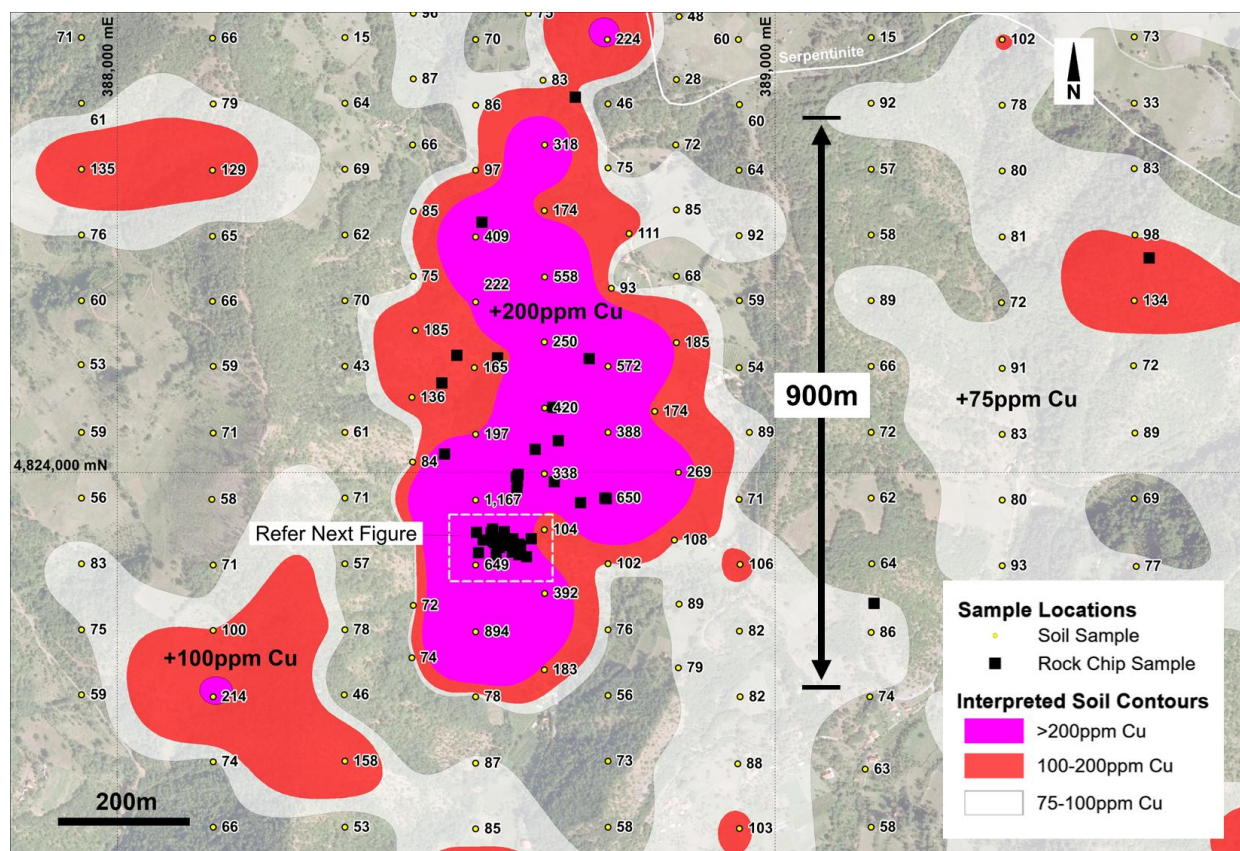 96 75 48
71 66 15 70 224 60 15 102 73
Serpentinite
388,000 mE
389,000 mE
N
87 83 28
79 64 86 46 60 92 78 33
61
66 318 72
135 129 69 97 75 64 57 80 83
85 174 85
76 65 62 409 111 92 58 81 98
75 222 558 93 68
60 66 70 59 89 72 134
+200ppm Cu
185 250 185
53 59 43 165 572 54 66 91 72
900m
+75ppm Cu
136 420 174
59 71 61 197 388 89 72 83 89
4,824,000 mN
84 338 269
56 58 71 1,167 650 71 62 80 69
Refer Next Figure
104 108
83 71 57 649 102 106 64 93 77
72 392 89
75 100 78 894 76 82 86
+100ppm Cu
74 183 79
59 214 46 78 56 82 74
74 158 87 73 88 63
200m
66 53 85 58 103 58
Sample Locations
Soil Sample
Rock Chip Sample
Interpreted Soil Contours
>200ppm Cu
100-200ppm Cu
75-100ppm Cu